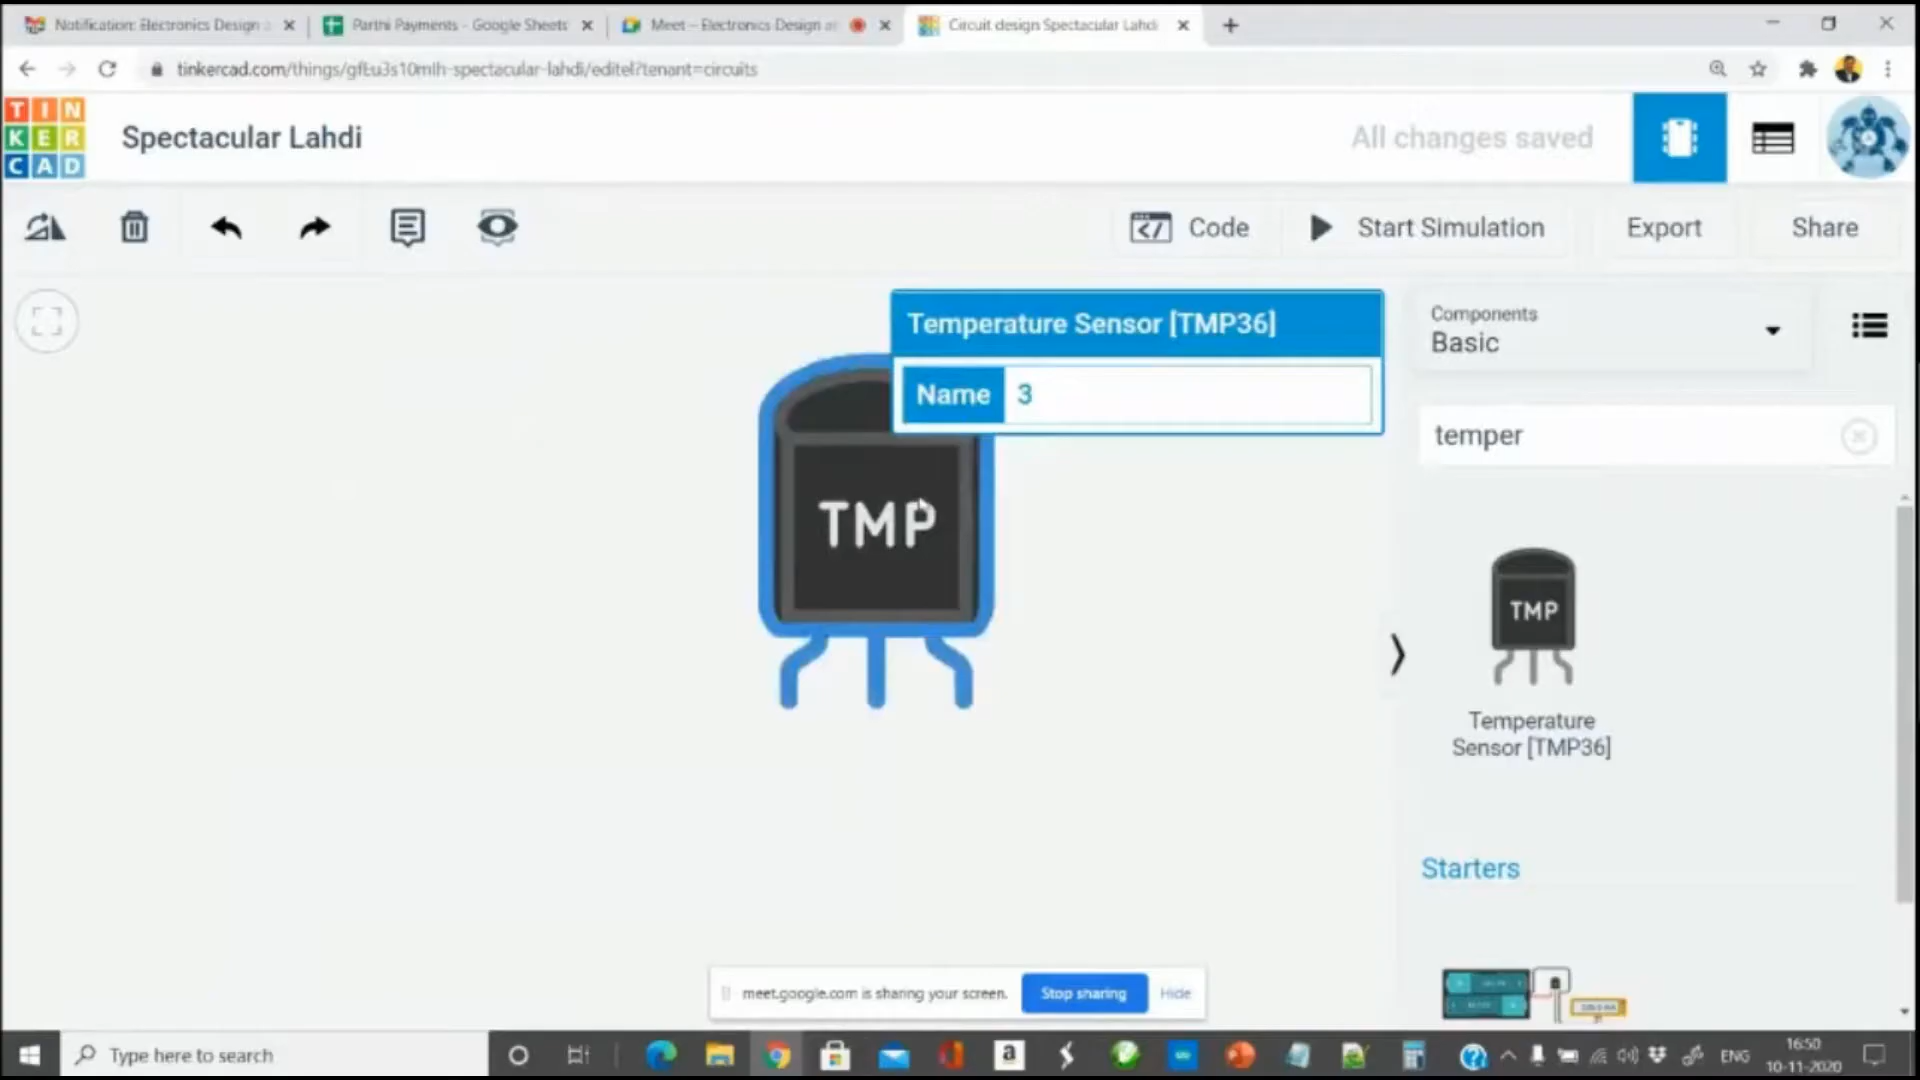 Notification: Electronics Design a
Parthi Payments - Google Sheets
Meet – Electronics Design an
Circuit design Spectacular Lahdi
tinkercad.com/things/gfEu3s10mlh-spectacular-lahdi/editel?tenant=circuits
TIN
KER
CAD
Spectacular Lahdi
All changes saved
Code
Start Simulation
Export
Share
Temperature Sensor [TMP36]
Name 3
TMP
Components
Basic
temper
TMP
Temperature
Sensor [TMP36]
Starters
meet.google.com is sharing your screen.
Stop sharing
Hide
Type here to search
a
ENG
16:50
10-11-2020